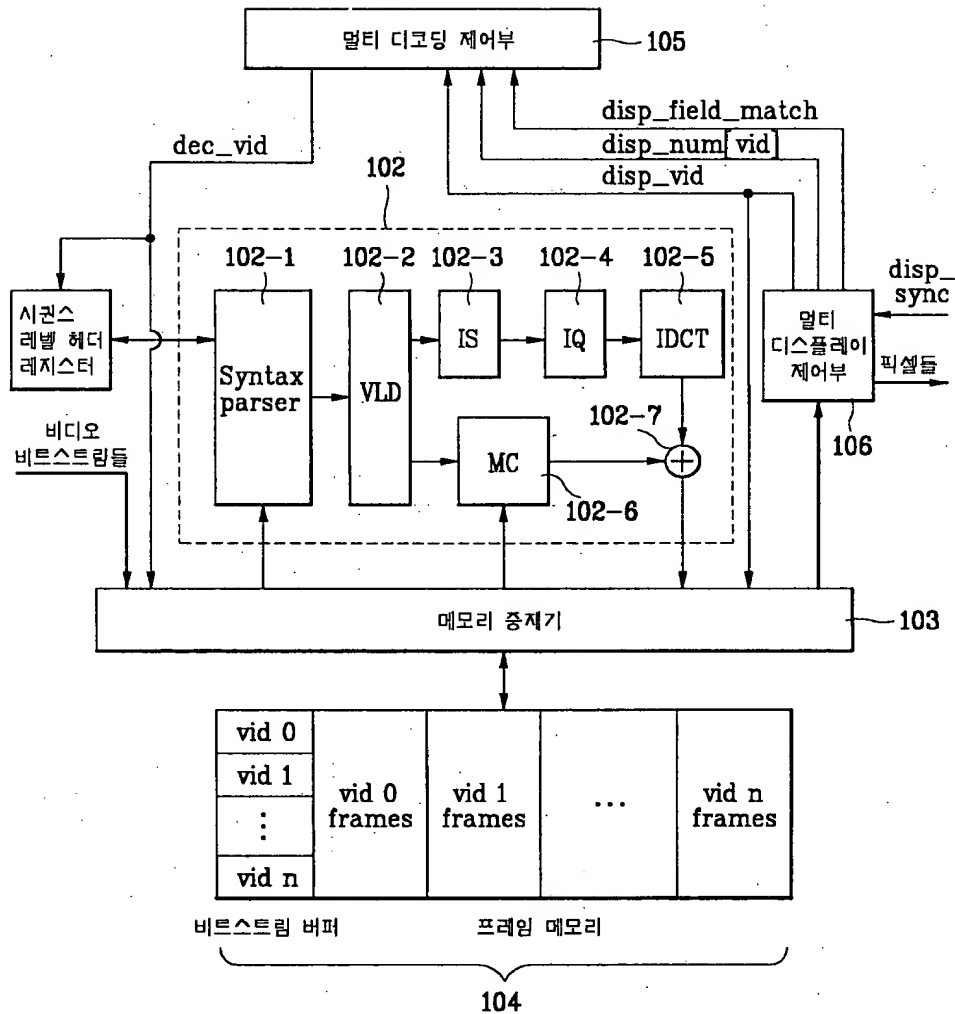 멀티 디코딩 제어부
105
disp_field_match
disp_num vid
disp_vid
dec_vid
102
102-1
102-2
102-3
102-4
102-5
disp_
sync
시퀀스
레벨 헤더
레지스터
Syntax
parser
VLD
IS
IQ
IDCT
멀티
디스플레이
제어부
픽셀들
106
102-7
비디오
비트스트림들
MC
102-6
메모리 중재기
103
vid 0
vid 1
⋮
vid n
vid 0
frames
vid 1
frames
...
vid n
frames
비트스트림 버퍼
프레임 메모리
104